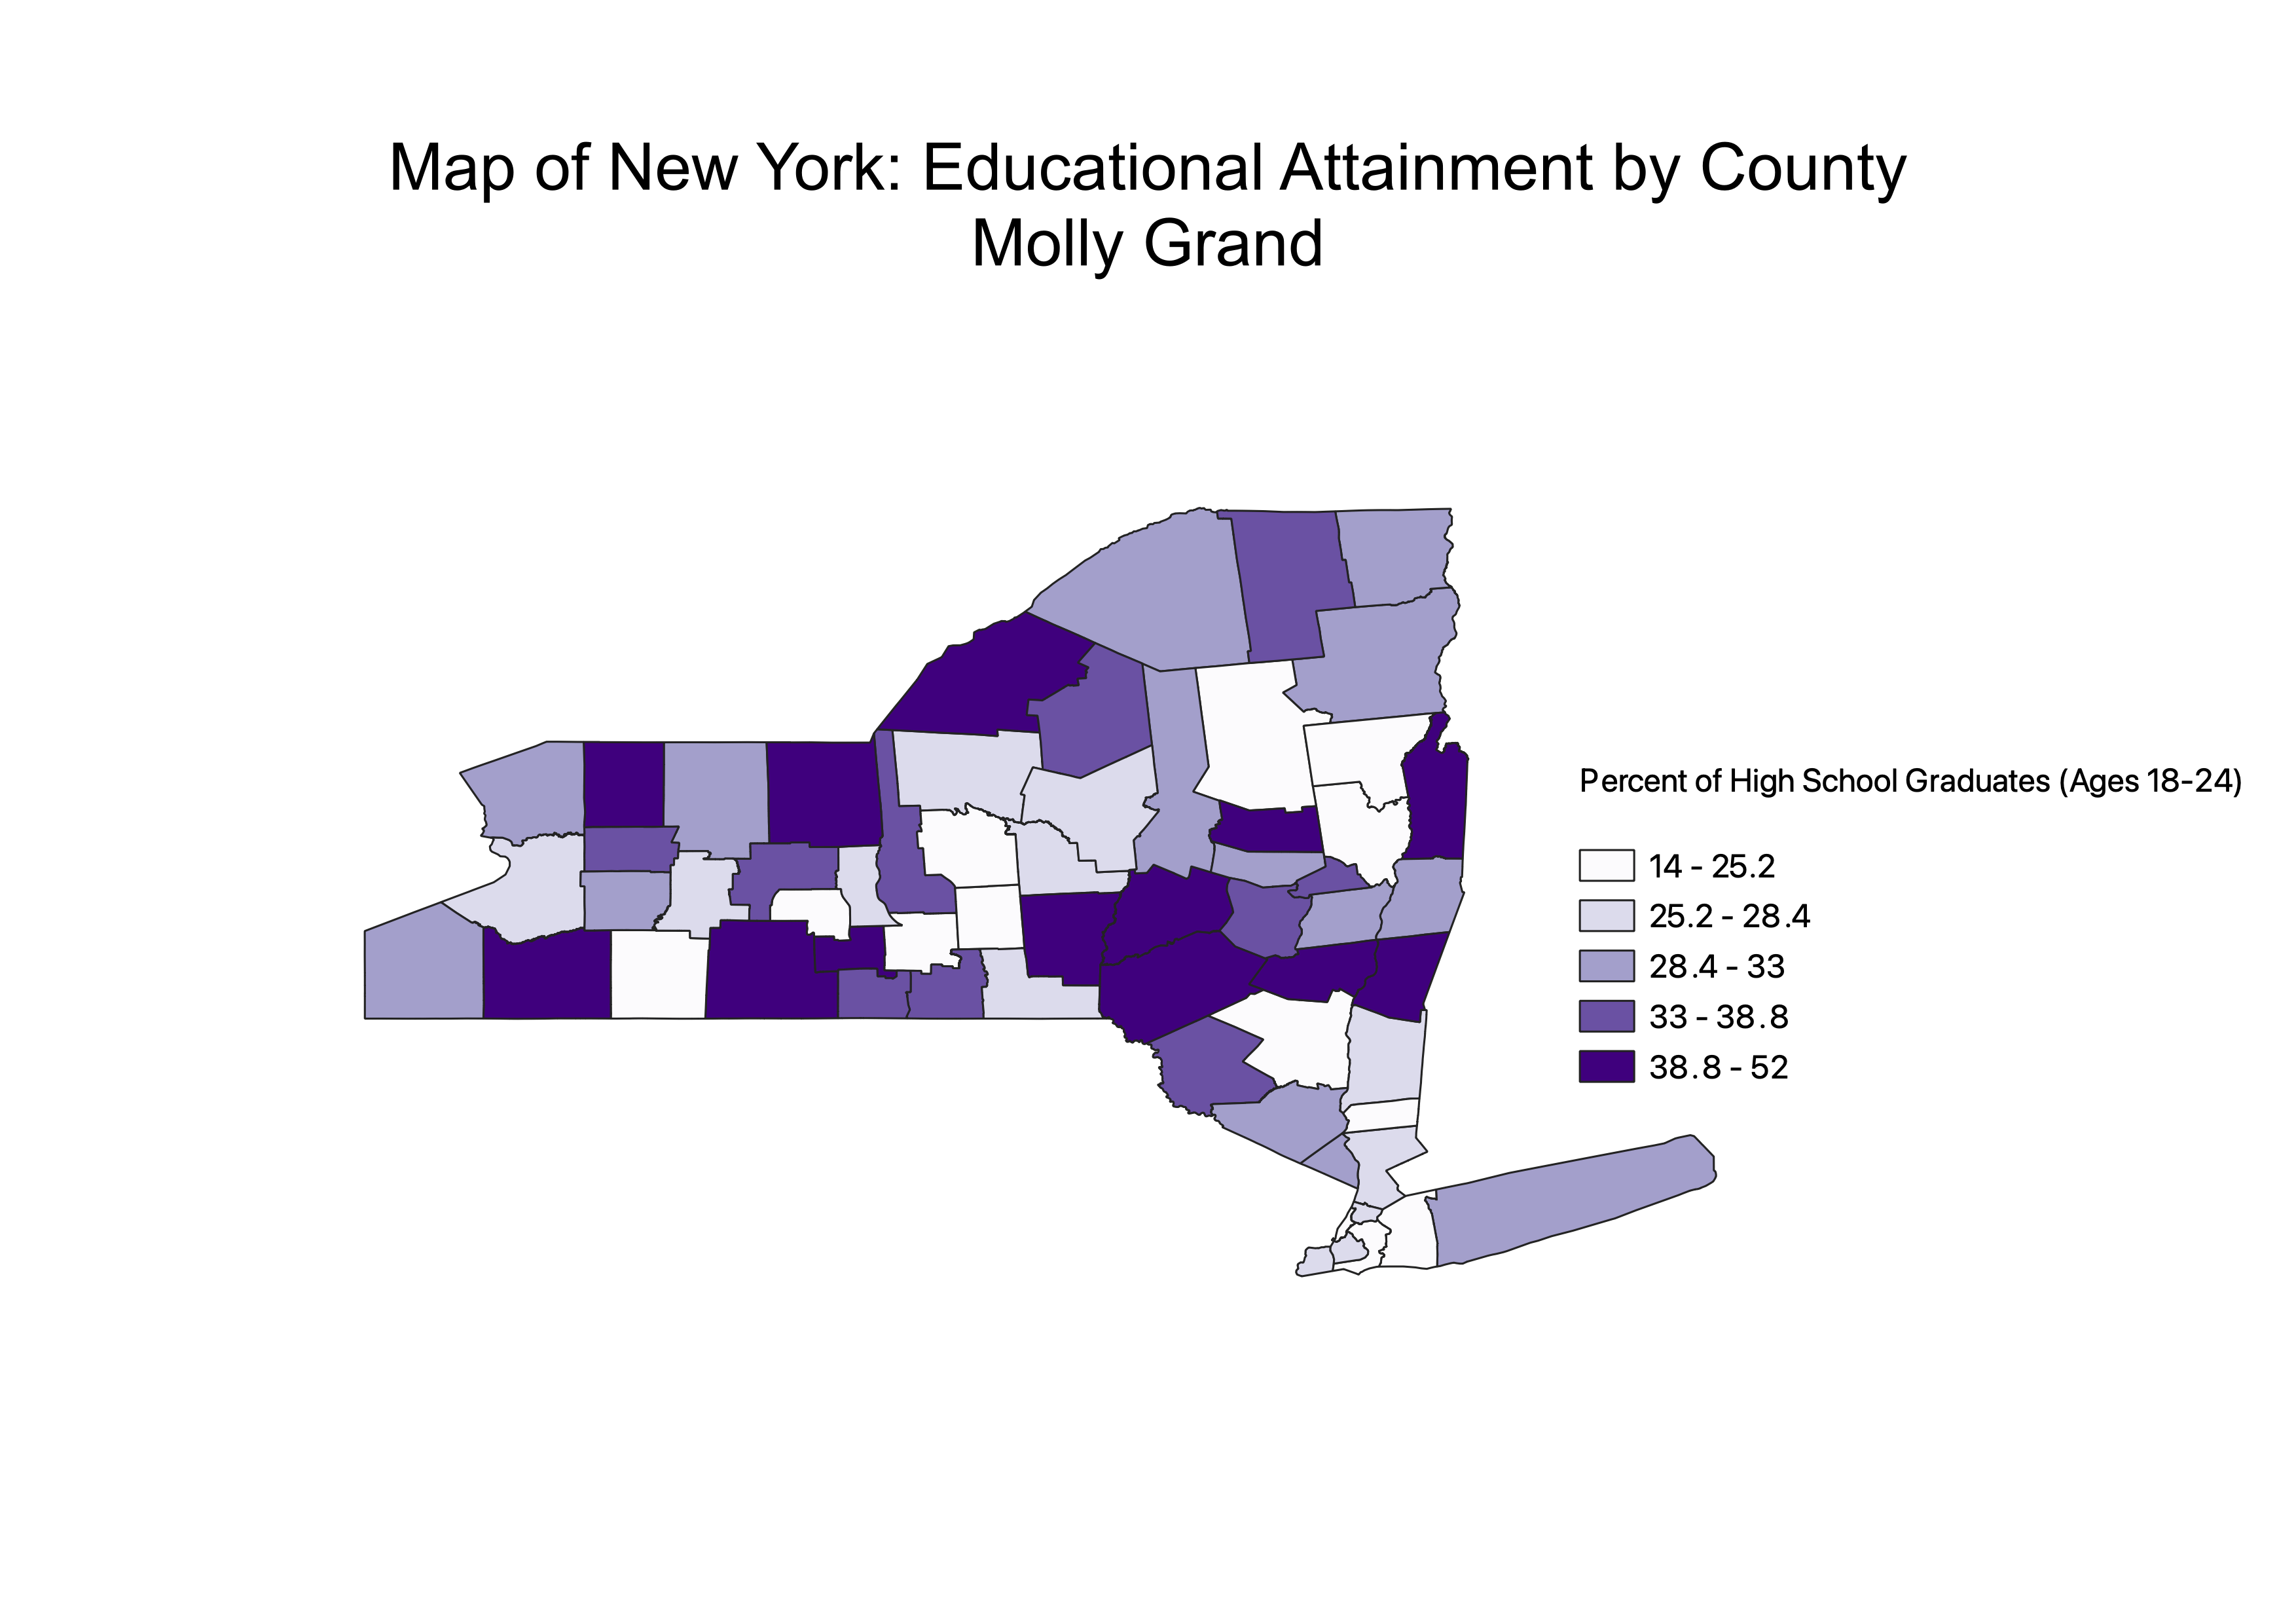 Map of New York: Educational Attainment by County
Molly Grand
Percent of High School Graduates (Ages 18-24)
14 - 25.2
25.2 - 28.4
28.4 - 33
33 - 38.8
38.8 - 52